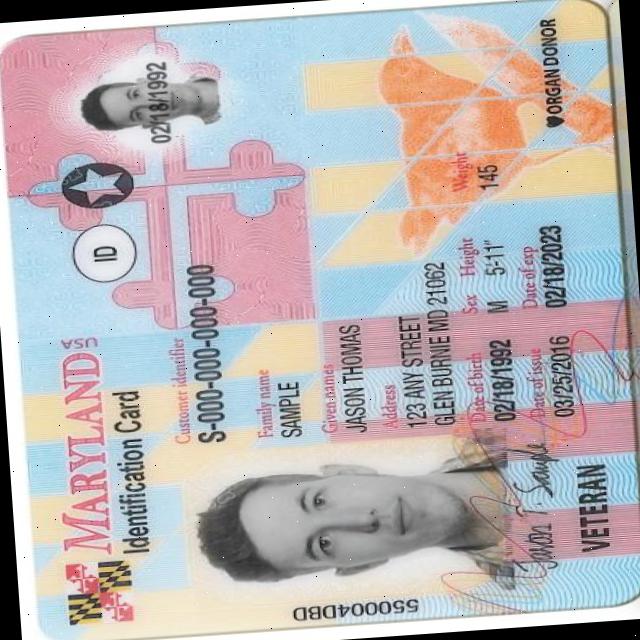 MARYLAND USA
Identification Card
ID
02/18/1992
Customer identifier
S-000-000-000-000
Family name
SAMPLE
Given names
JASON THOMAS
Address
123 ANY STREET
GLEN BURNIE MD 21062
Date of birth Sex Height Weight
02/18/1992 M 5'-11" 145
Date of issue Date of exp
03/25/2016 02/18/2023
ORGAN DONOR
Jason T Sample
VETERAN
550004DBD